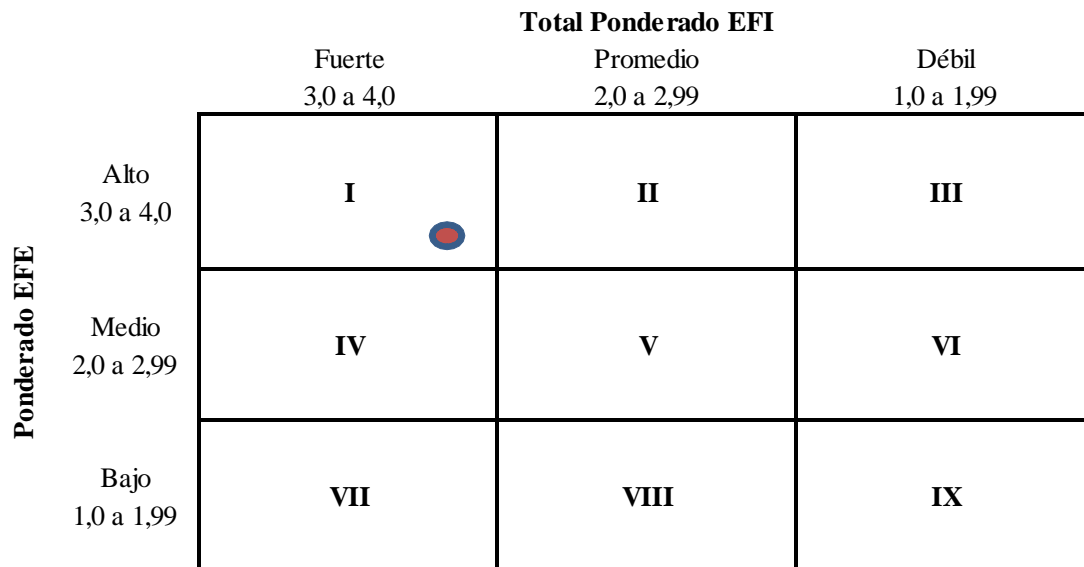 Total Ponderado EFI
Fuerte
Promedio
Débil
3,0 a 4,0
2,0 a 2,99
1,0 a 1,99
Ponderado EFE
Alto
3,0 a 4,0
I
II
III
Medio
2,0 a 2,99
IV
V
VI
Bajo
1,0 a 1,99
VII
VIII
IX